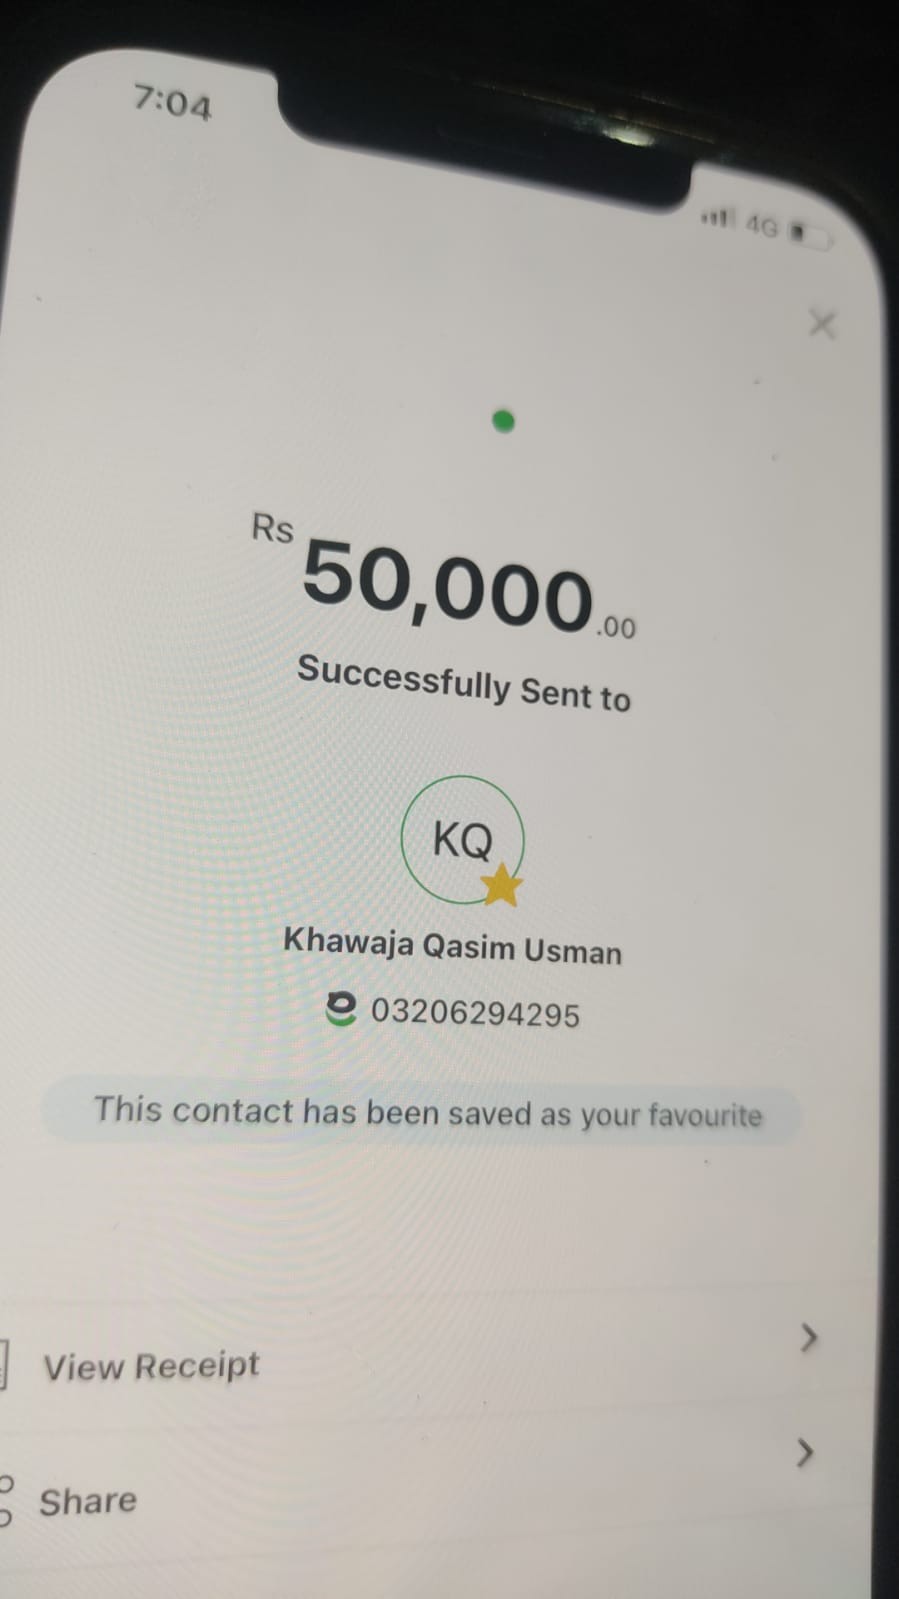 7:04
4G
Rs 50,000.00
Successfully Sent to
KQ
Khawaja Qasim Usman
03206294295
This contact has been saved as your favourite
View Receipt
Share